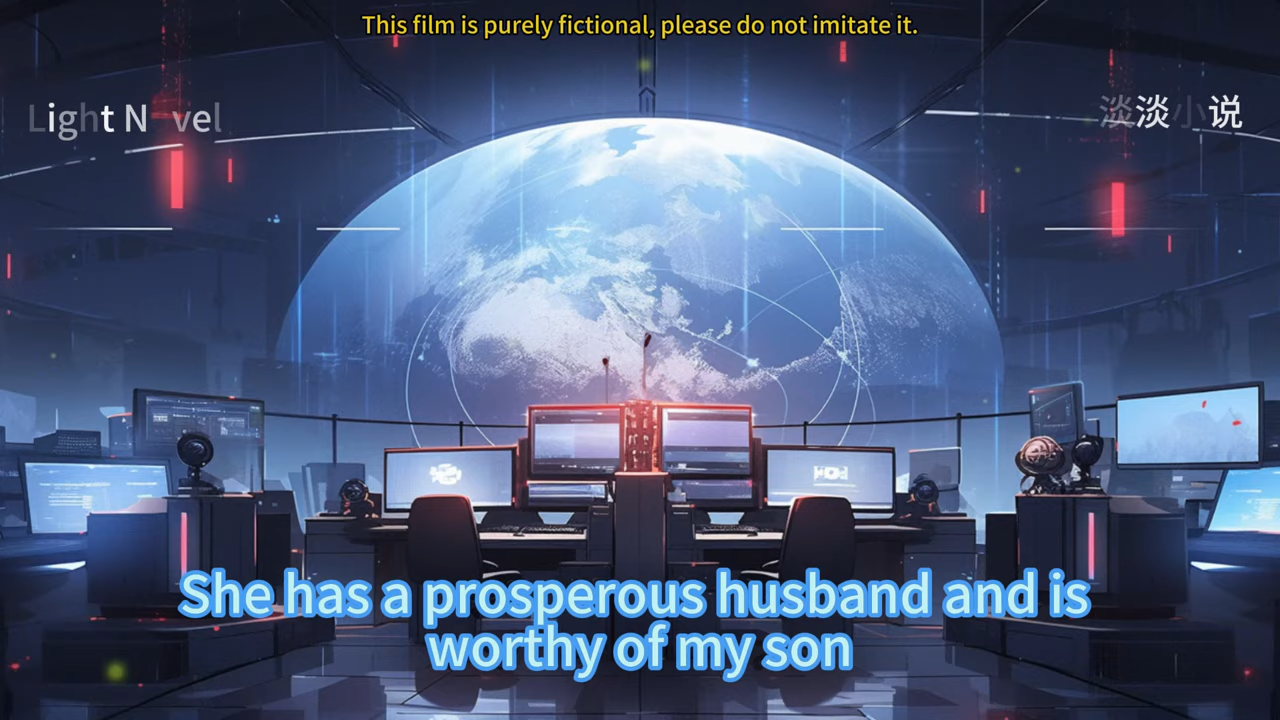 This film is purely fictional, please do not imitate it.
Light Novel
淡淡小说
She has a prosperous husband and is
worthy of my son